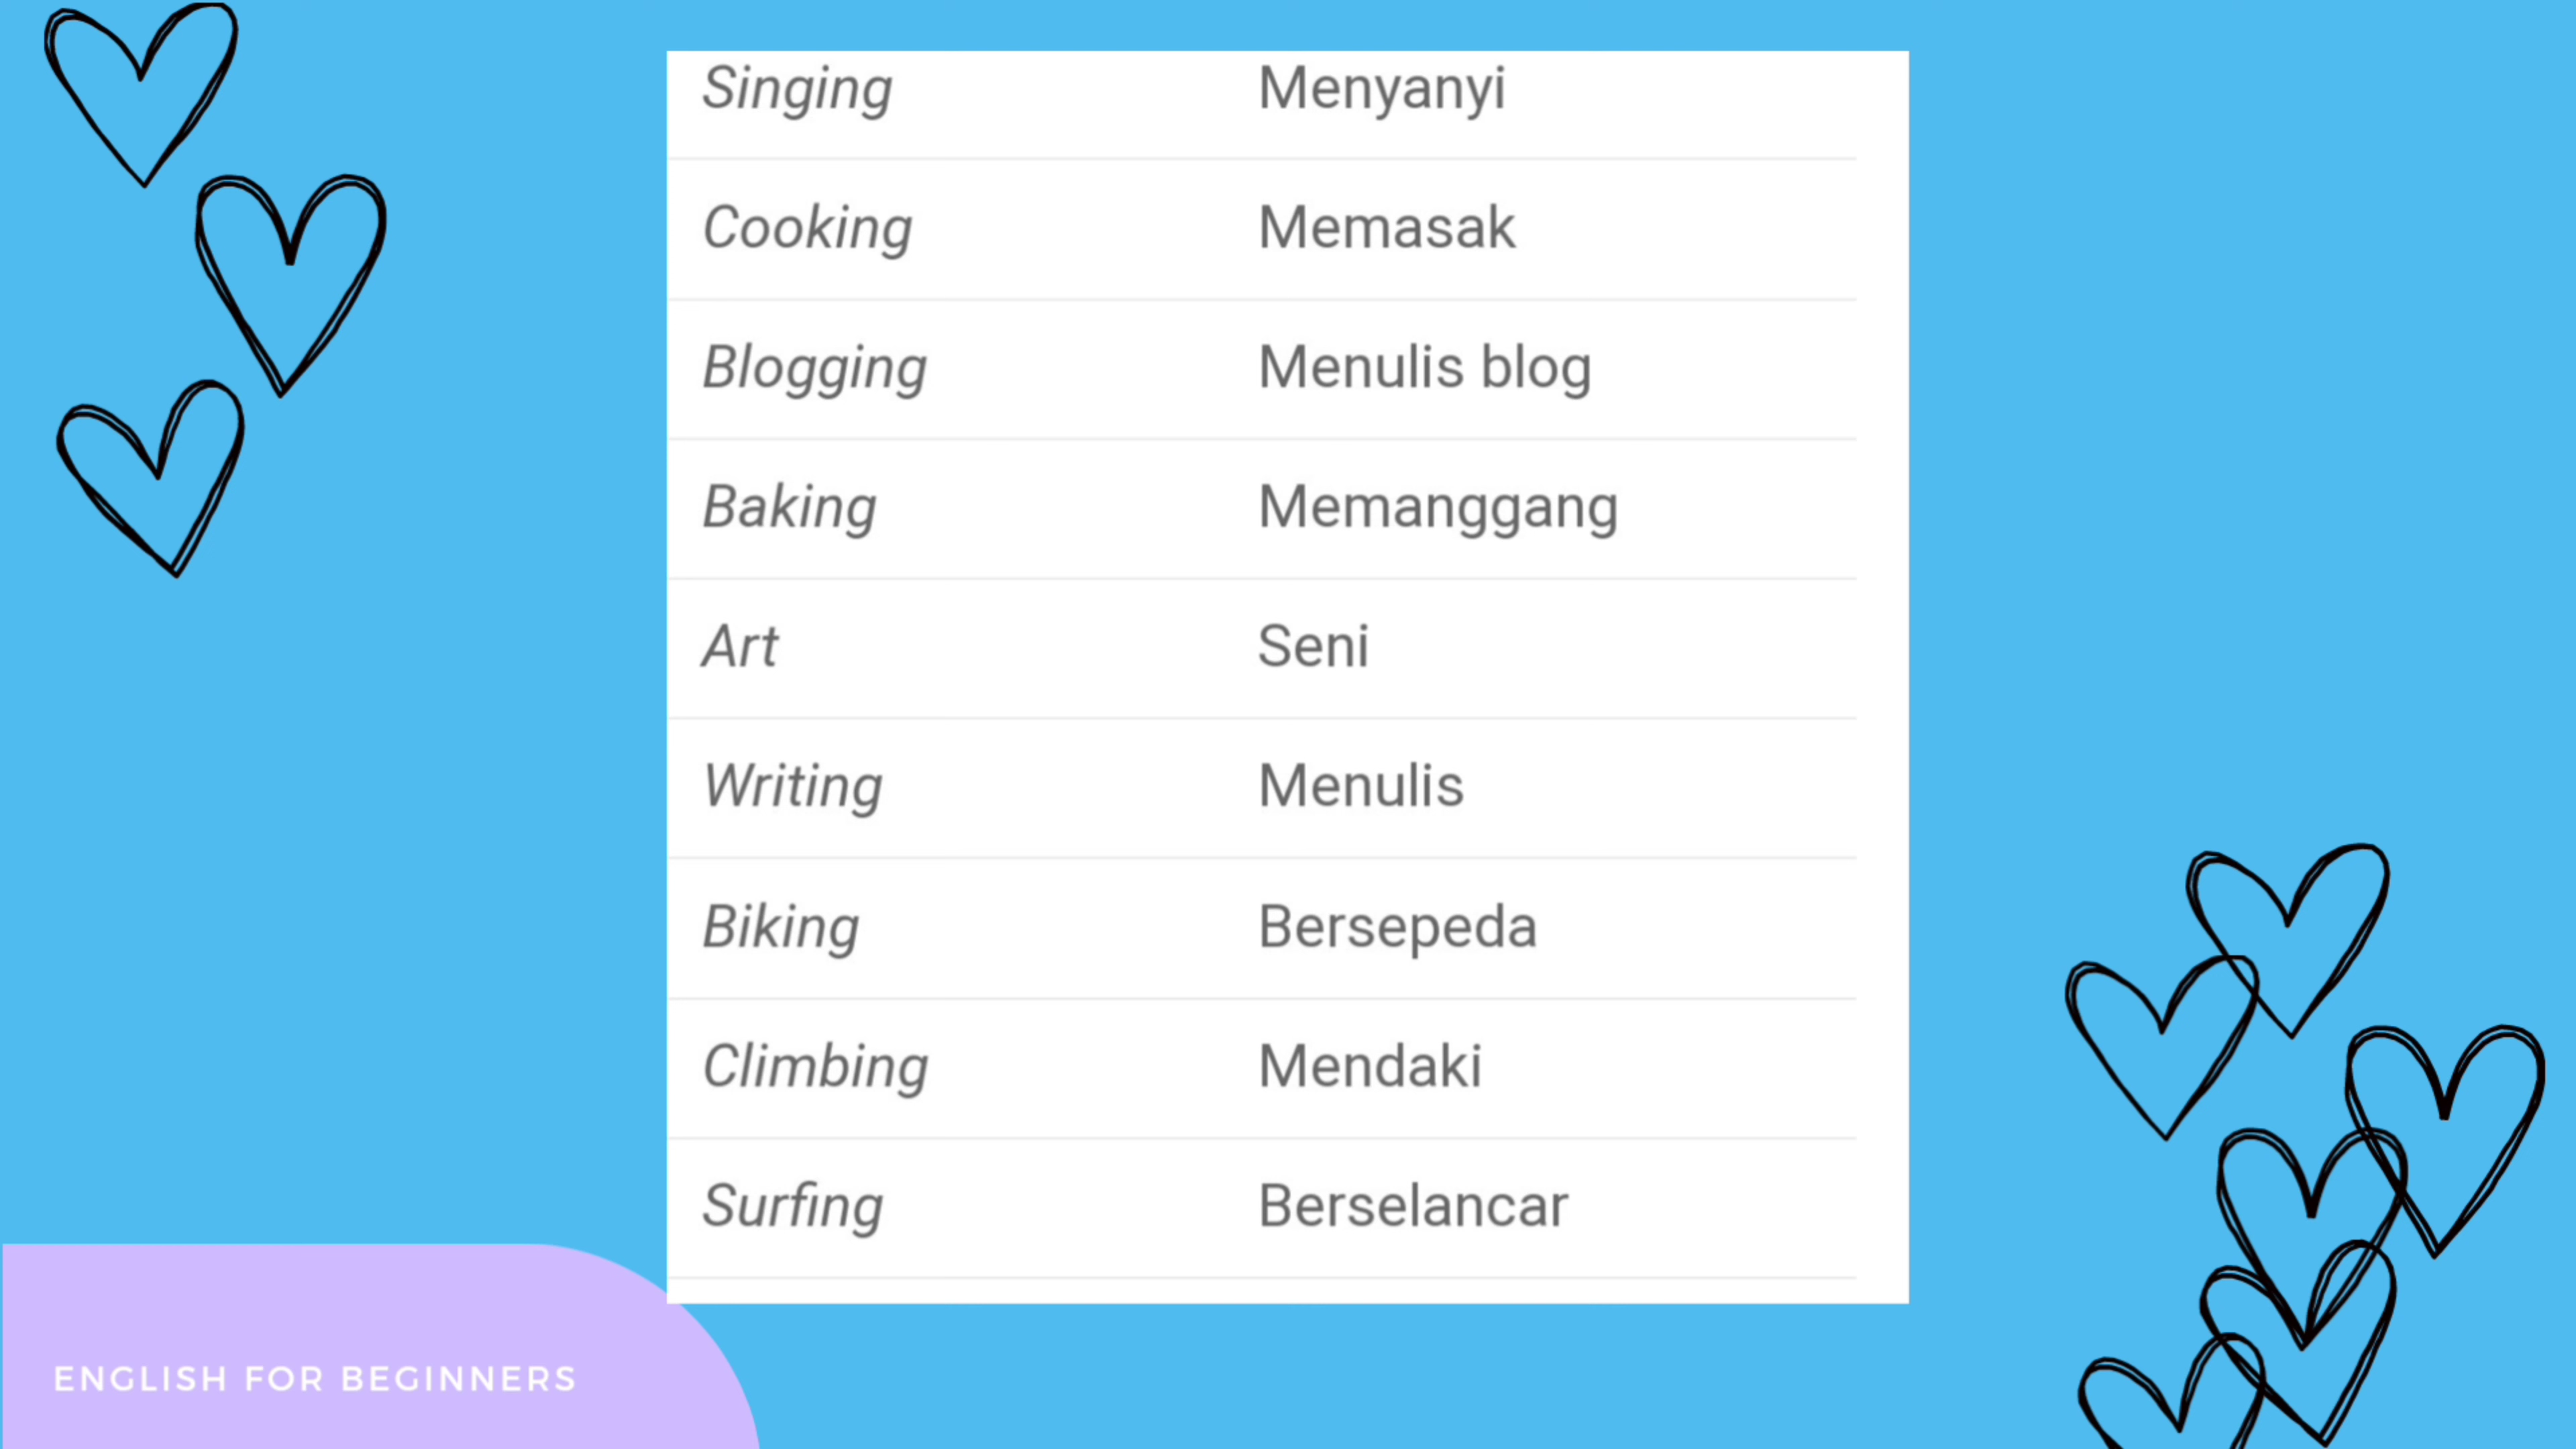 Singing Menyanyi
Cooking Memasak
Blogging Menulis blog
Baking Memanggang
Art Seni
Writing Menulis
Biking Bersepeda
Climbing Mendaki
Surfing Berselancar
ENGLISH FOR BEGINNERS